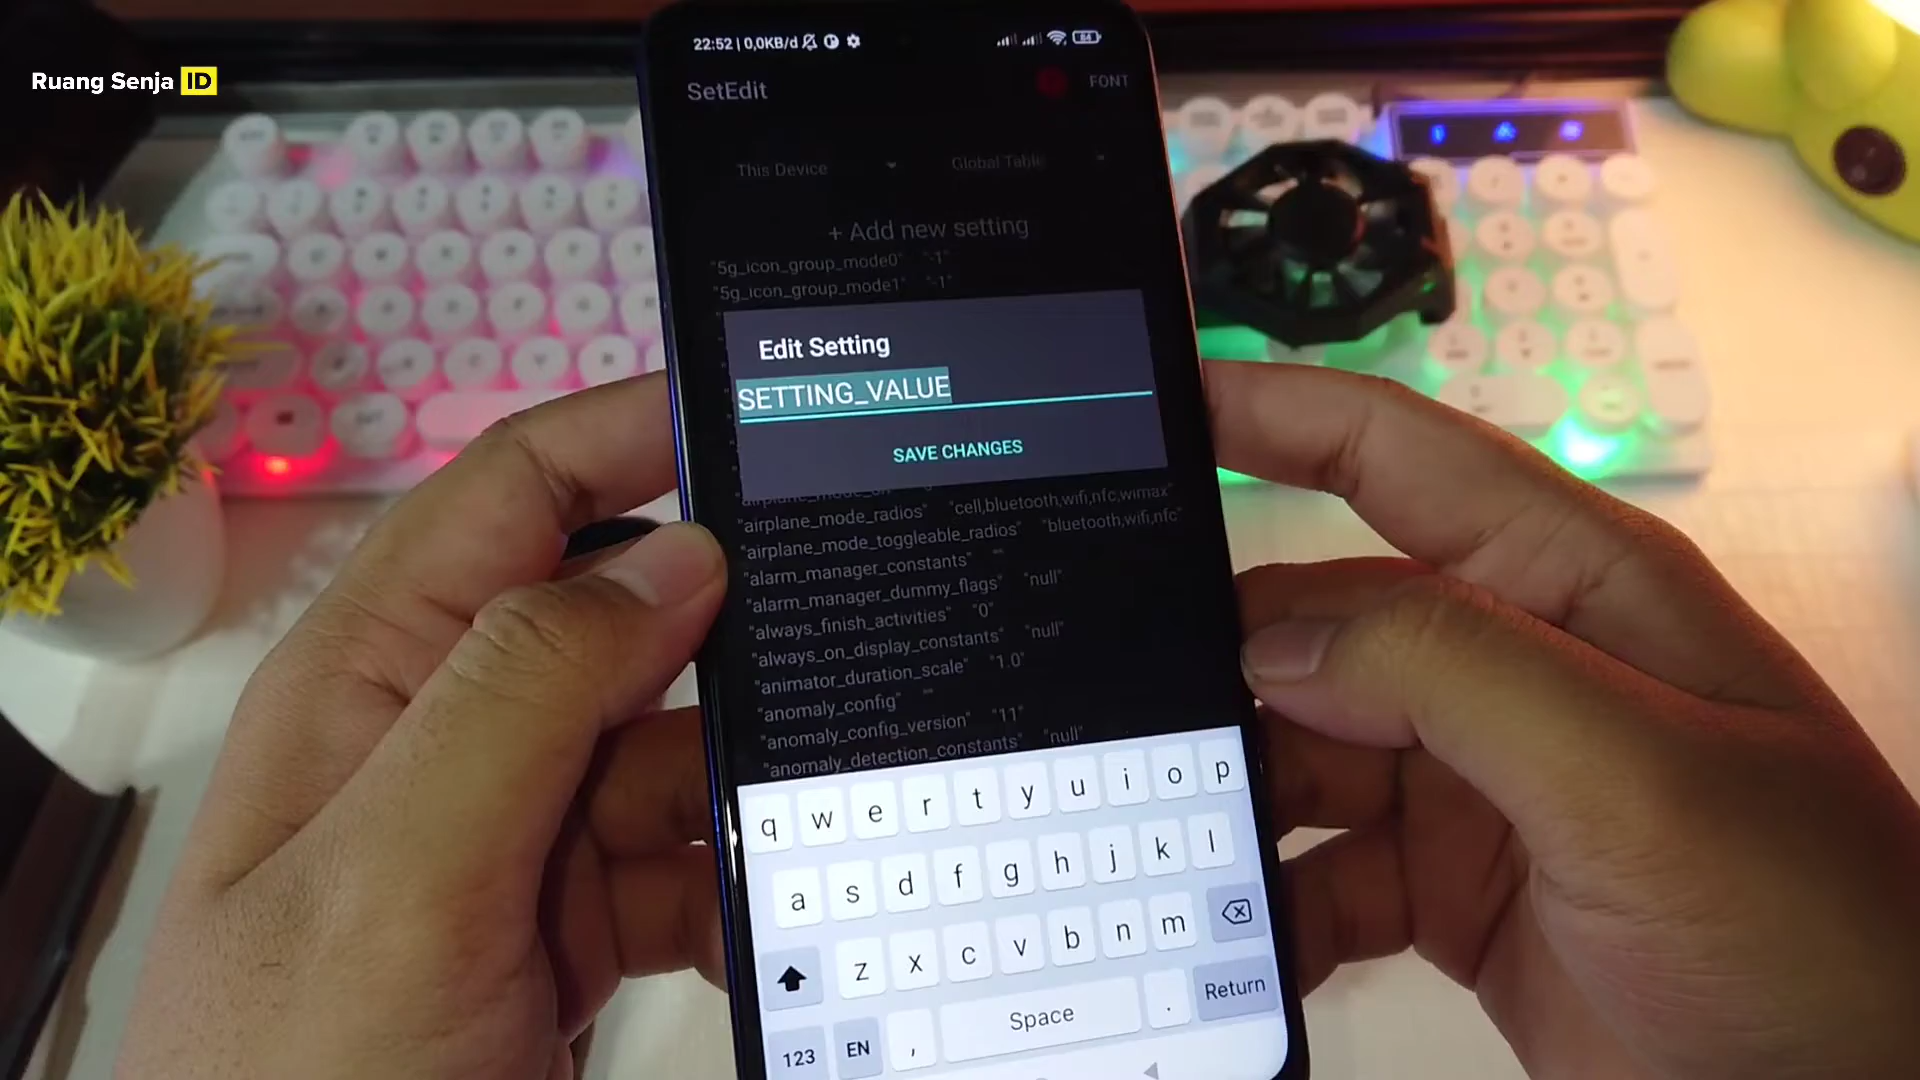 Ruang Senja ID
22:52 | 0,0KB/d
84
SetEdit
FONT
This Device
Global Table
+ Add new setting
"5g_icon_group_mode0" "-1"
"5g_icon_group_mode1" "-1"
Edit Setting
SETTING_VALUE
SAVE CHANGES
"airplane_mode_radios" "cell,bluetooth,wifi,nfc,wimax"
"airplane_mode_toggleable_radios" "bluetooth,wifi,nfc"
"alarm_manager_constants" ""
"alarm_manager_dummy_flags" "null"
"always_finish_activities" "0"
"always_on_display_constants" "null"
"animator_duration_scale" "1.0"
"anomaly_config" ""
"anomaly_config_version" "11"
"anomaly_detection_constants" "null"
q w e r t y u i o p
a s d f g h j k l
z x c v b n m
123 EN , Space . Return